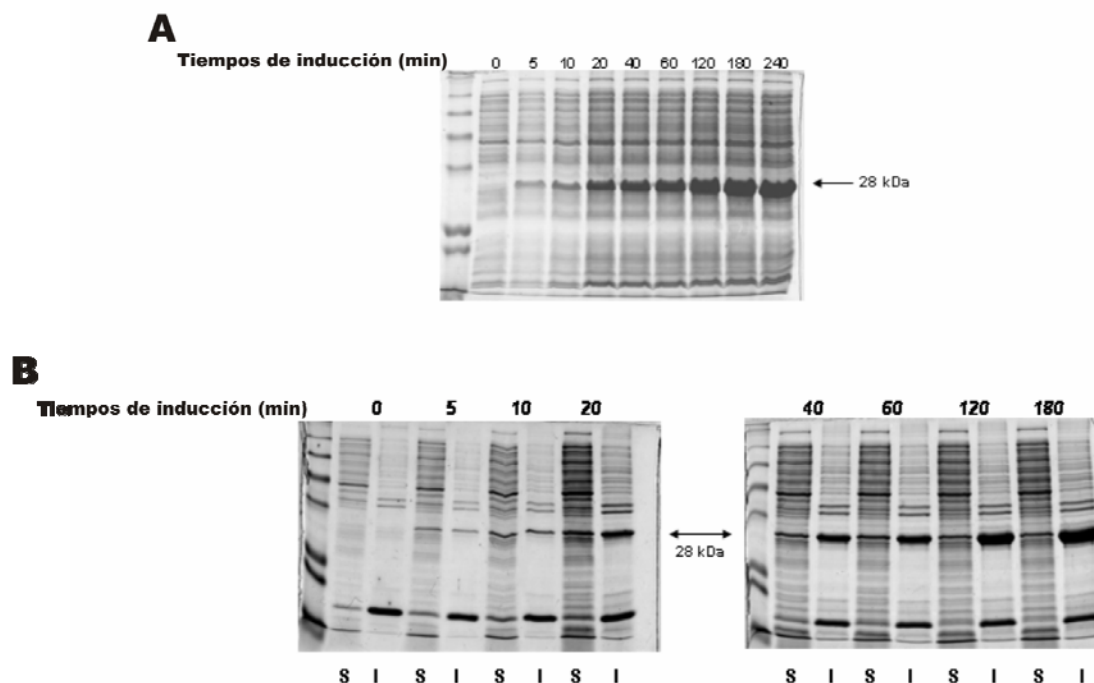 A
Tiempos de inducción (min)
0 5 10 20 40 60 120 180 240
28 kDa
B
Tiempos de inducción (min)
0 5 10 20
40 60 120 180
28 kDa
S I S I S I S I
S I S I S I S I